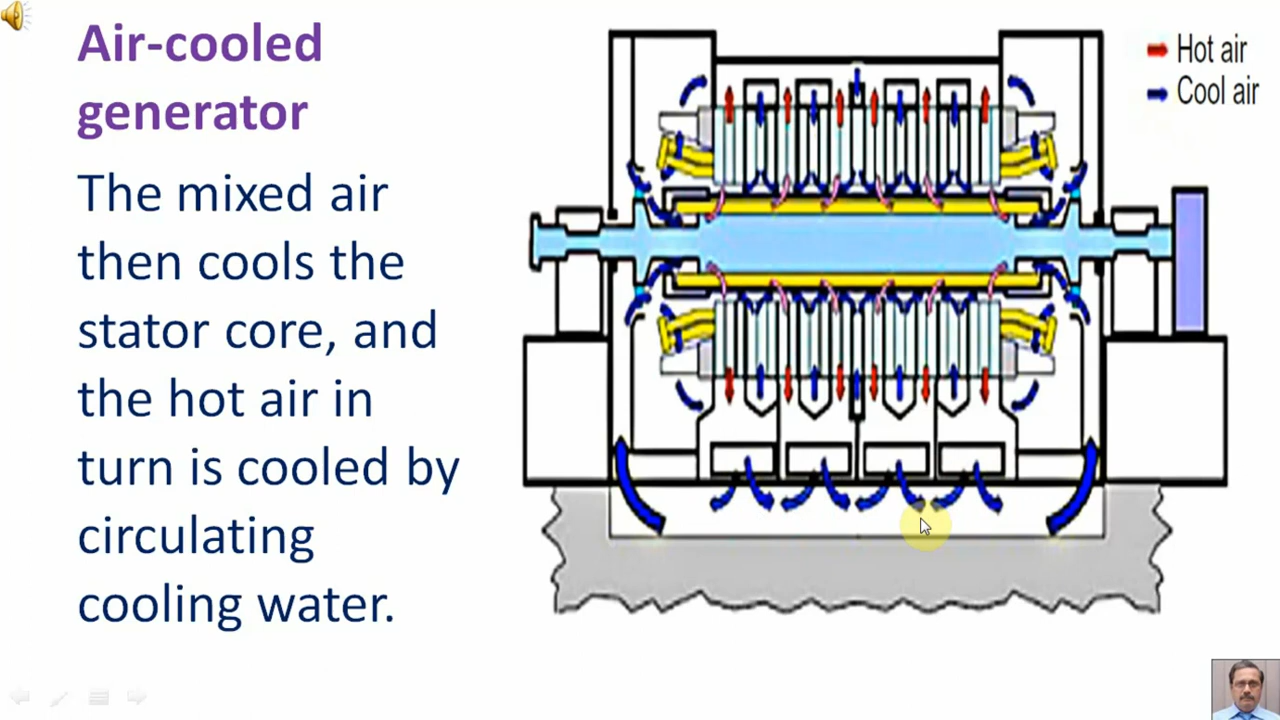 Air-cooled
generator
The mixed air
then cools the
stator core, and
the hot air in
turn is cooled by
circulating
cooling water.
Hot air
Cool air